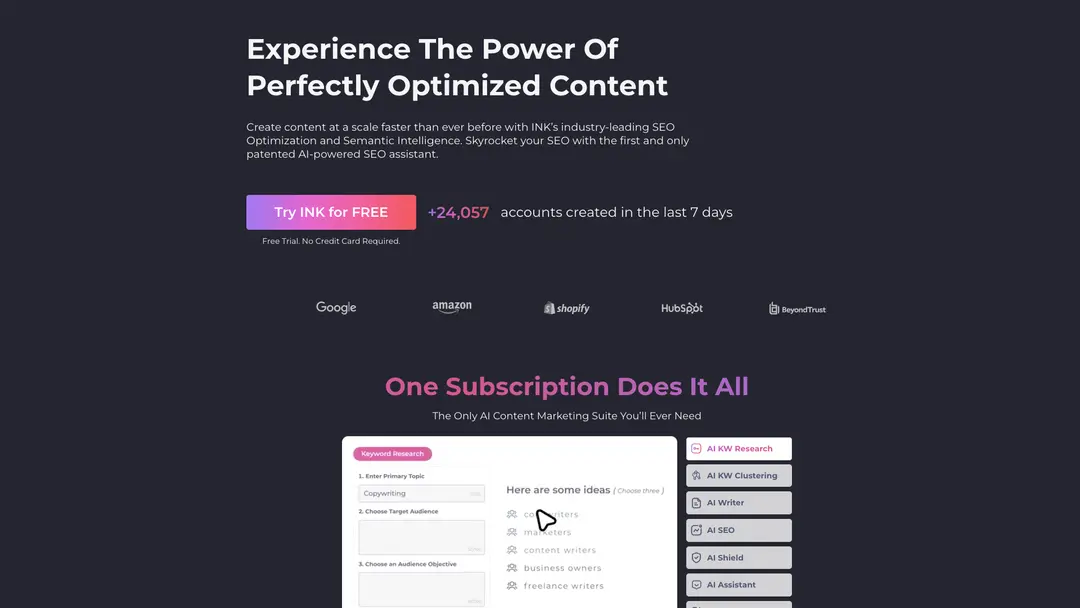 Experience The Power Of
Perfectly Optimized Content
Create content at a scale faster than ever before with INK's industry-leading SEO
Optimization and Semantic Intelligence. Skyrocket your SEO with the first and only
patented AI-powered SEO assistant.
Try INK for FREE
+24,057 accounts created in the last 7 days
Free Trial. No Credit Card Required.
Google
amazon
shopify
HubSpot
BeyondTrust
One Subscription Does It All
The Only AI Content Marketing Suite You'll Ever Need
Keyword Research
1. Enter Primary Topic
Copywriting
2. Choose Target Audience
3. Choose an Audience Objective
Here are some ideas ( Choose three )
marketers
content writers
business owners
freelance writers
AI KW Research
AI KW Clustering
AI Writer
AI SEO
AI Shield
AI Assistant